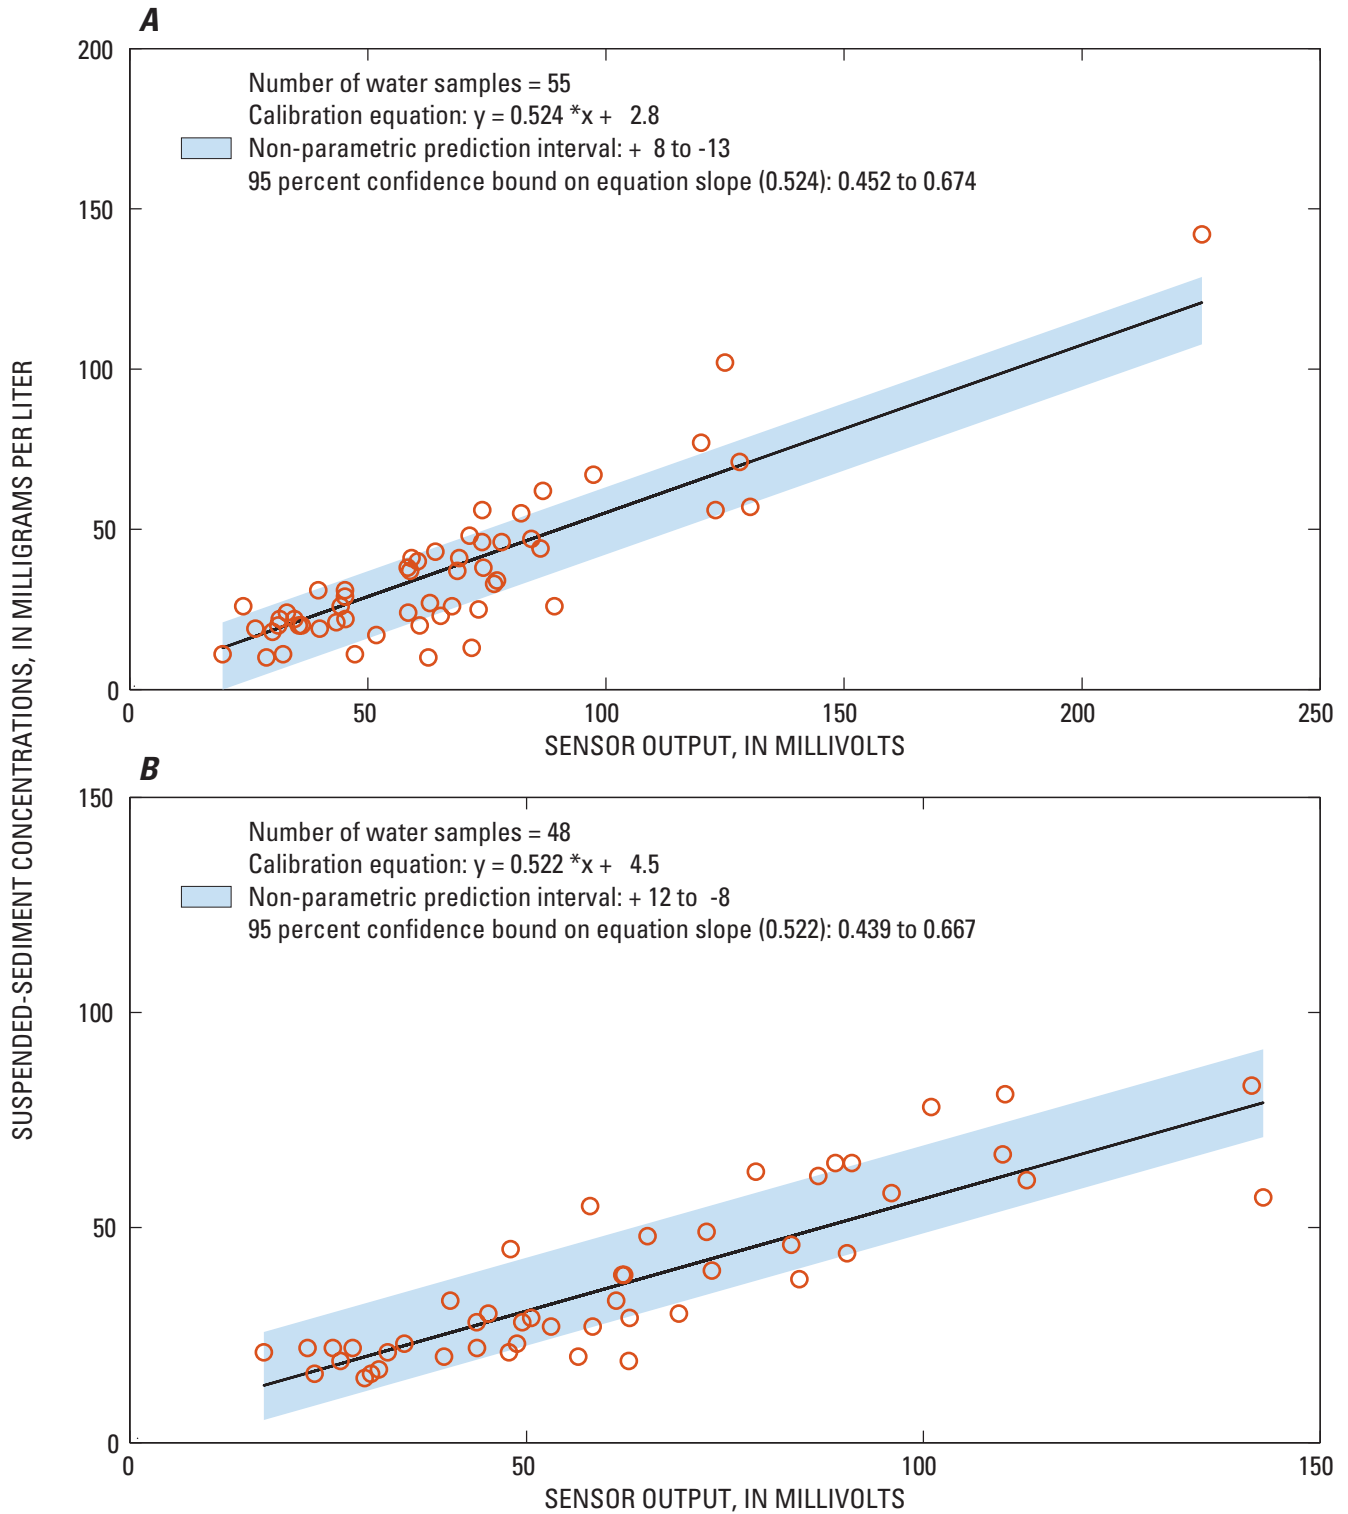 A
200
Number of water samples = 55
Calibration equation: y = 0.524 *x + 2.8
Non-parametric prediction interval: + 8 to -13
95 percent confidence bound on equation slope (0.524): 0.452 to 0.674
150
100
50
0
0 50 100 150 200 250
SENSOR OUTPUT, IN MILLIVOLTS
SUSPENDED-SEDIMENT CONCENTRATIONS, IN MILLIGRAMS PER LITER
B
150
Number of water samples = 48
Calibration equation: y = 0.522 *x + 4.5
Non-parametric prediction interval: + 12 to -8
95 percent confidence bound on equation slope (0.522): 0.439 to 0.667
100
50
0
0 50 100 150
SENSOR OUTPUT, IN MILLIVOLTS